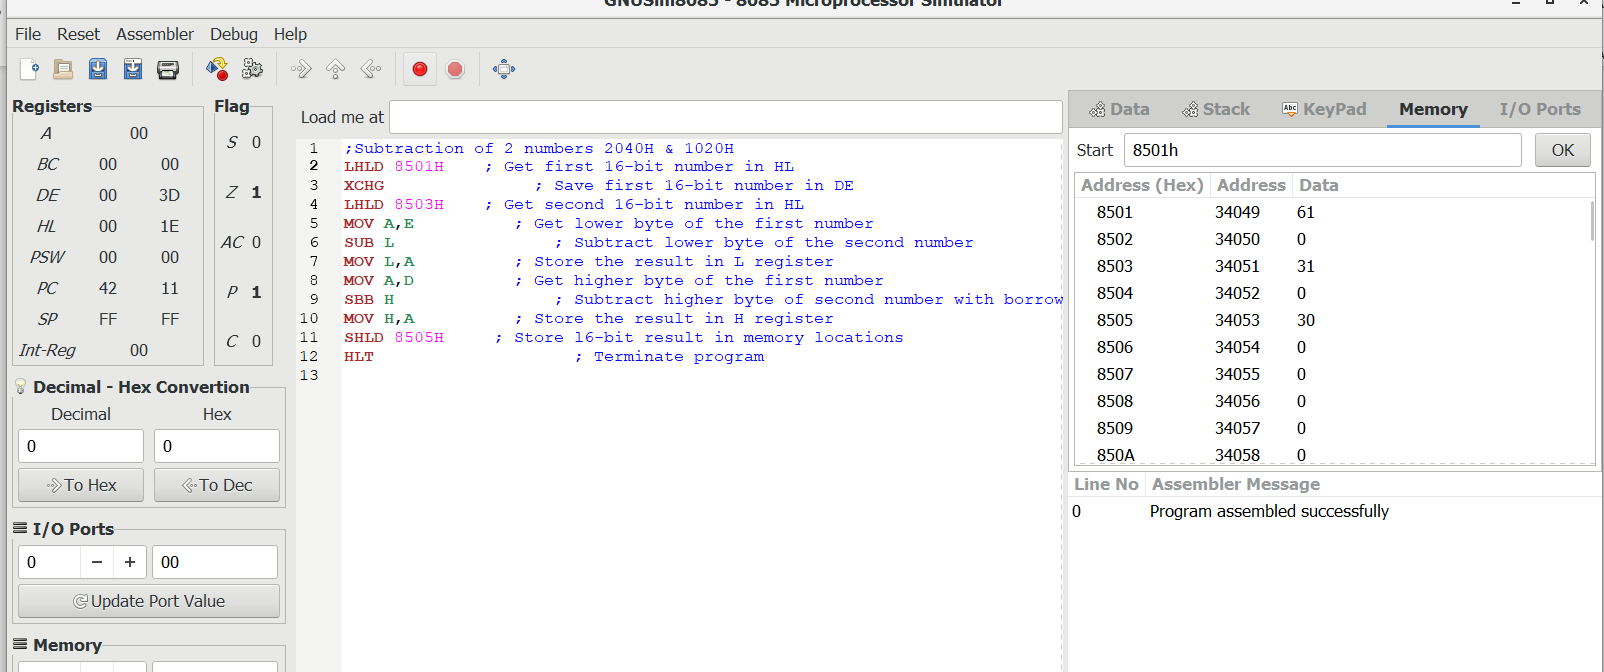 GNUSim8085 - 8085 Microprocessor Simulator
File Reset Assembler Debug Help
Registers
A 00
BC 00 00
DE 00 3D
HL 00 1E
PSW 00 00
PC 42 11
SP FF FF
Int-Reg 00
Flag
S 0
Z 1
AC 0
P 1
C 0
Decimal - Hex Convertion
Decimal Hex
0 0
To Hex To Dec
I/O Ports
0 − + 00
Update Port Value
Memory
Load me at
1 ;Subtraction of 2 numbers 2040H & 1020H
2 LHLD 8501H ; Get first 16-bit number in HL
3 XCHG ; Save first 16-bit number in DE
4 LHLD 8503H ; Get second 16-bit number in HL
5 MOV A,E ; Get lower byte of the first number
6 SUB L ; Subtract lower byte of the second number
7 MOV L,A ; Store the result in L register
8 MOV A,D ; Get higher byte of the first number
9 SBB H ; Subtract higher byte of second number with borrow
10 MOV H,A ; Store the result in H register
11 SHLD 8505H ; Store l6-bit result in memory locations
12 HLT ; Terminate program
13
Data Stack Abc KeyPad Memory I/O Ports
Start 8501h OK
Address (Hex) Address Data
8501 34049 61
8502 34050 0
8503 34051 31
8504 34052 0
8505 34053 30
8506 34054 0
8507 34055 0
8508 34056 0
8509 34057 0
850A 34058 0
Line No Assembler Message
0 Program assembled successfully